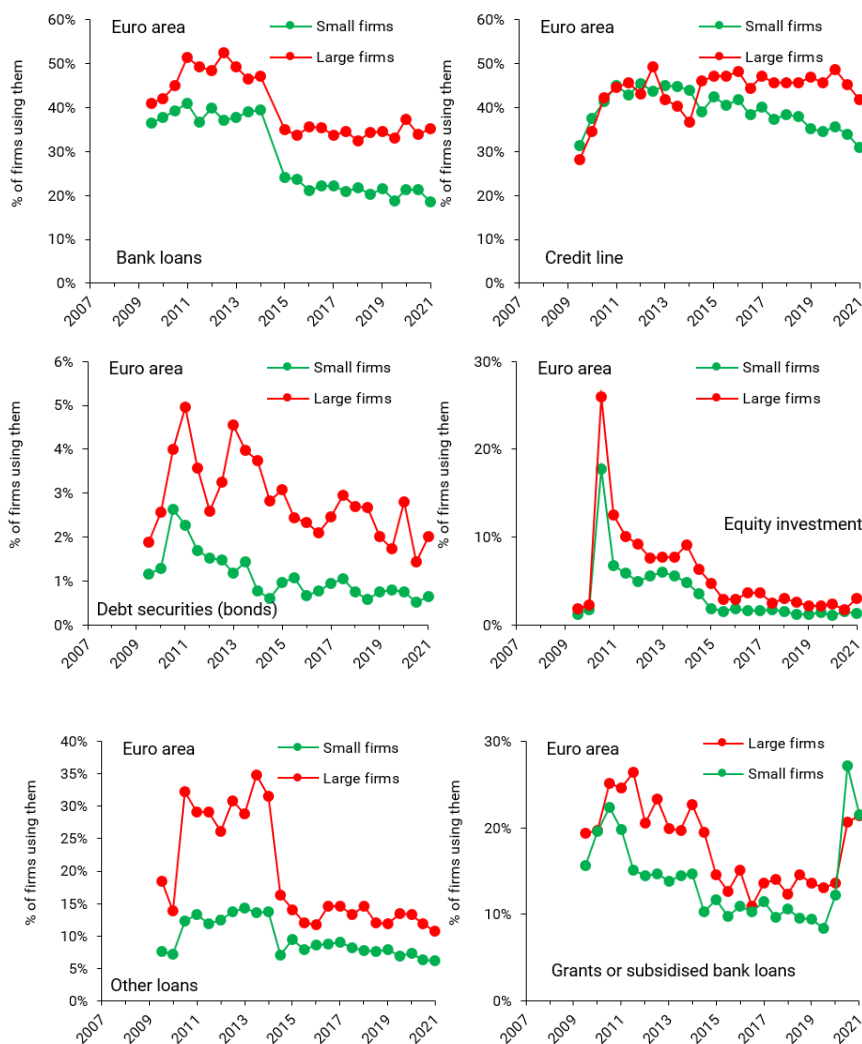 Euro area
Small firms
Large firms
% of firms using them
60%
50%
40%
30%
20%
10%
0%
Bank loans
2007
2009
2011
2013
2015
2017
2019
2021
Euro area
Small firms
Large firms
% of firms using them
60%
50%
40%
30%
20%
10%
0%
Credit line
2007
2009
2011
2013
2015
2017
2019
2021
Euro area
Small firms
Large firms
% of firms using them
6%
5%
4%
3%
2%
1%
0%
Debt securities (bonds)
2007
2009
2011
2013
2015
2017
2019
2021
Euro area
Small firms
Large firms
% of firms using them
30%
20%
10%
0%
Equity investment
2007
2009
2011
2013
2015
2017
2019
2021
Euro area
Small firms
Large firms
% of firms using them
40%
35%
30%
25%
20%
15%
10%
5%
0%
Other loans
2007
2009
2011
2013
2015
2017
2019
2021
Euro area
Large firms
Small firms
% of firms using them
30%
20%
10%
0%
Grants or subsidised bank loans
2007
2009
2011
2013
2015
2017
2019
2021